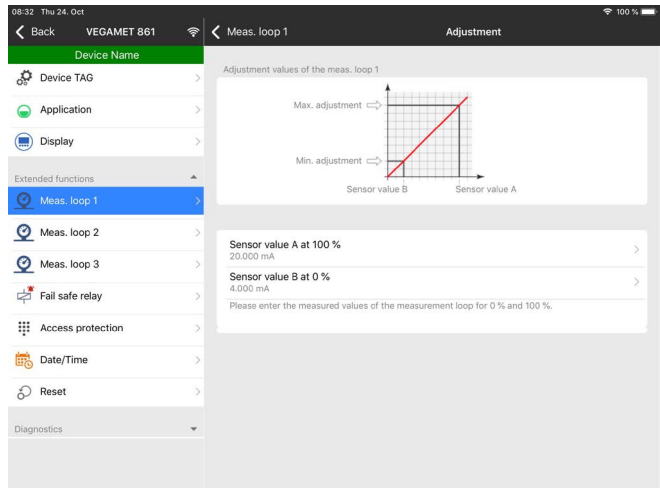 08:32 Thu 24. Oct
100 %
Back
VEGAMET 861
Meas. loop 1
Adjustment
Device Name
Device TAG
Application
Display
Extended functions
Meas. loop 1
Meas. loop 2
Meas. loop 3
Fail safe relay
Access protection
Date/Time
Reset
Diagnostics
Adjustment values of the meas. loop 1
Max. adjustment
Min. adjustment
Sensor value B
Sensor value A
Sensor value A at 100 %
20.000 mA
Sensor value B at 0 %
4.000 mA
Please enter the measured values of the measurement loop for 0 % and 100 %.